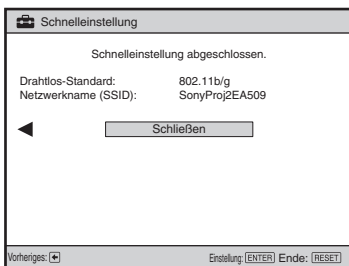 Schnelleinstellung
Schnelleinstellung abgeschlossen.
Drahtlos-Standard: 802.11b/g
Netzwerkname (SSID): SonyProj2EA509
Schließen
Vorheriges: Einstellung: ENTER Ende: RESET